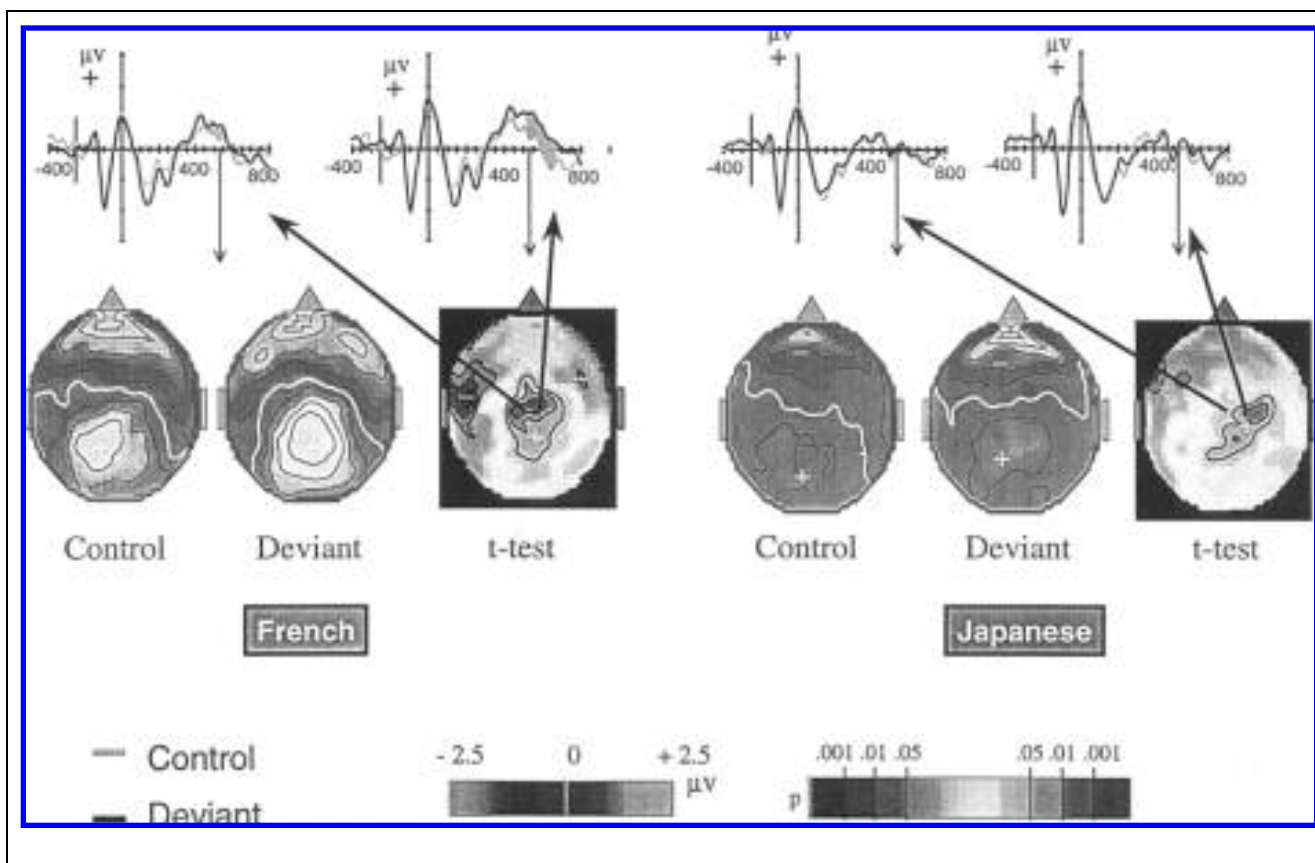 μv
+
-400
400
800
μv
+
-400
400
800
μv
+
-400
400
800
μv
+
-400
400
800
Control Deviant t-test
Control Deviant t-test
French
Japanese
Control
Deviant
- 2.5 0 + 2.5
μv
.001 .01 .05 .05 .01 .001
p